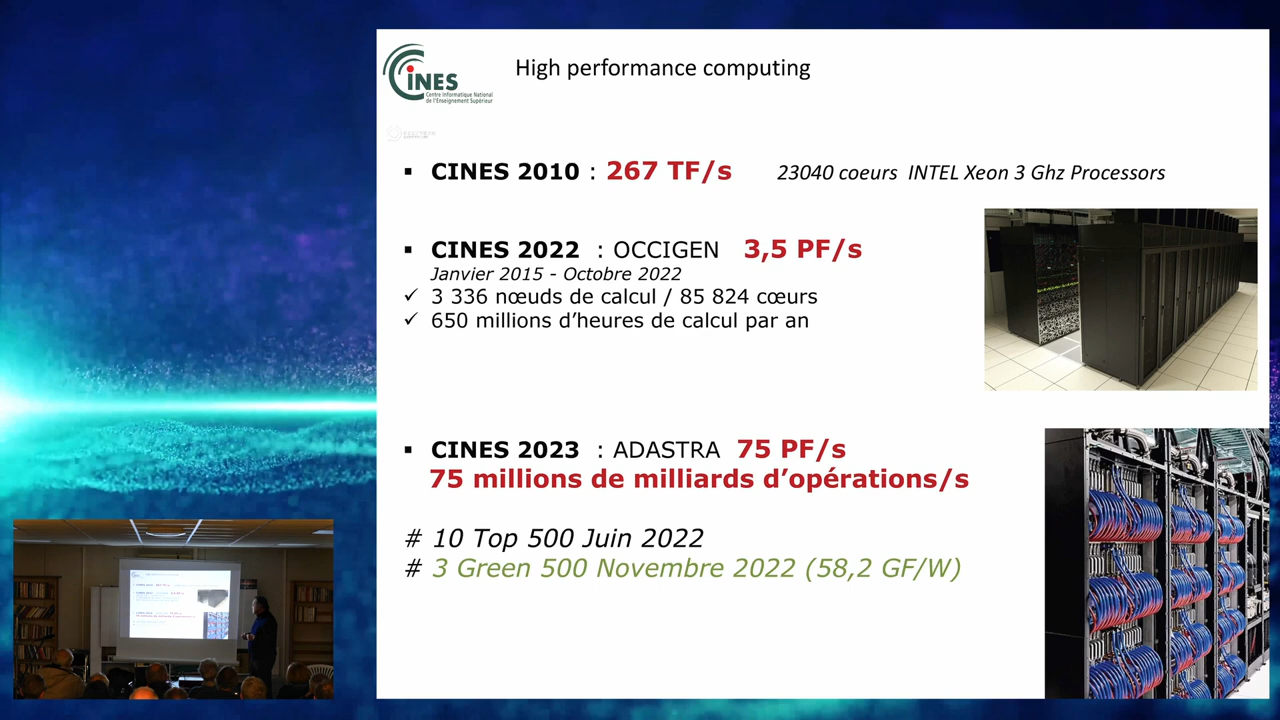 CINES
Centre Informatique National
de l'Enseignement Supérieur
High performance computing
▪ CINES 2010 : 267 TF/s 23040 coeurs INTEL Xeon 3 Ghz Processors
▪ CINES 2022 : OCCIGEN 3,5 PF/s
Janvier 2015 - Octobre 2022
✓ 3 336 nœuds de calcul / 85 824 cœurs
✓ 650 millions d’heures de calcul par an
▪ CINES 2023 : ADASTRA 75 PF/s
75 millions de milliards d’opérations/s
# 10 Top 500 Juin 2022
# 3 Green 500 Novembre 2022 (58,2 GF/W)